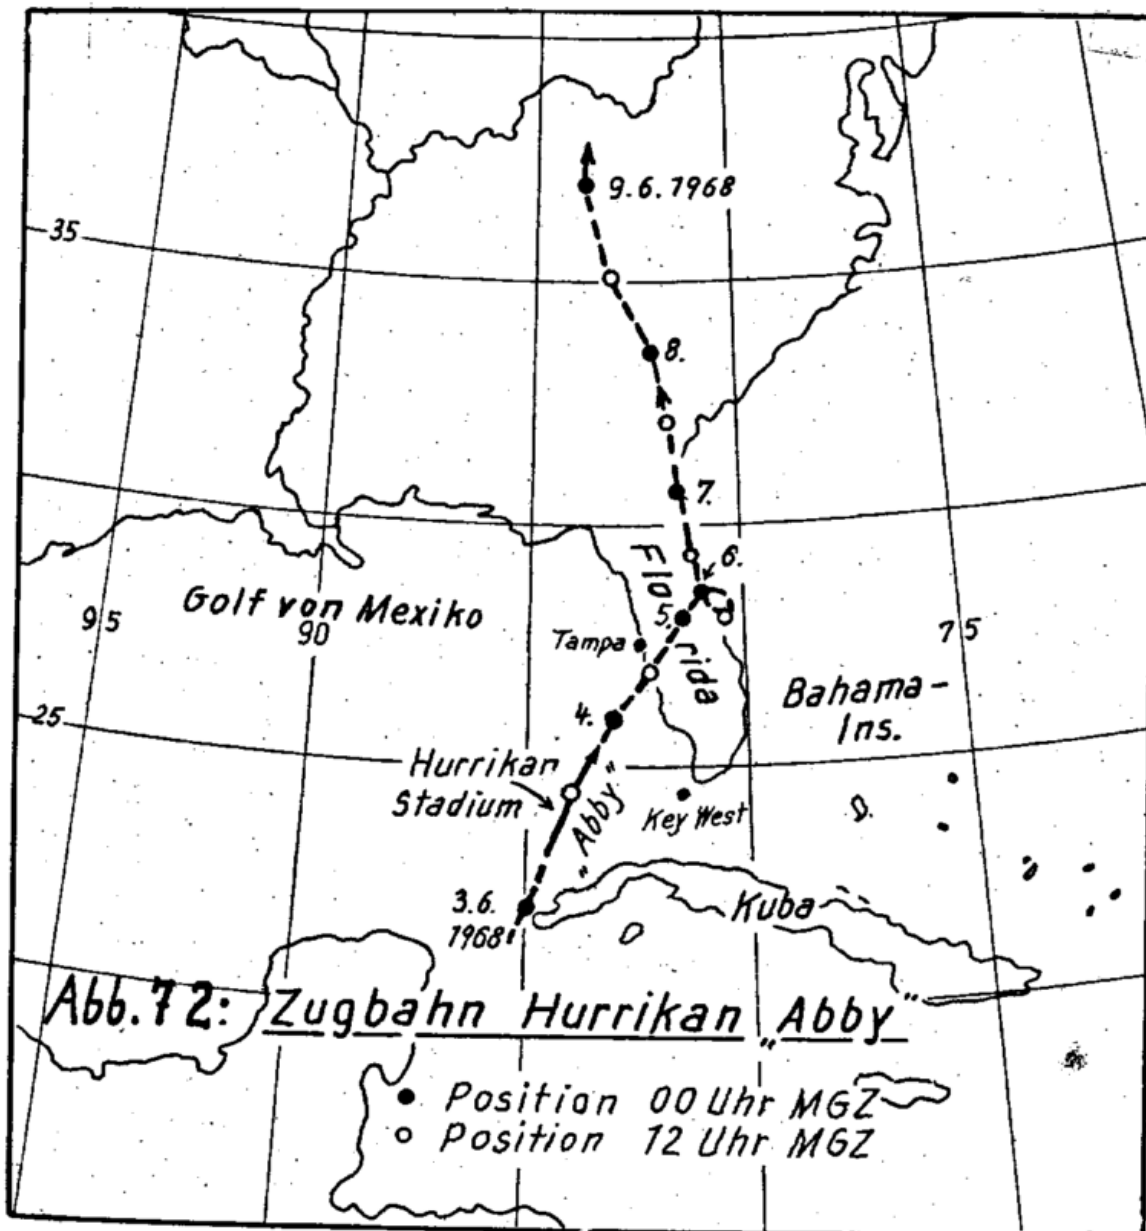 9.6.1968
35
8.
7.
6.
Florida
5.
Golf von Mexiko
95
90
75
Tampa
Bahama-
Ins.
4.
25
Hurrikan
Stadium
„Abby“
Key West
3.6.
1968
Kuba
Abb.72: Zugbahn Hurrikan „Abby“
● Position 00 Uhr MGZ
○ Position 12 Uhr MGZ